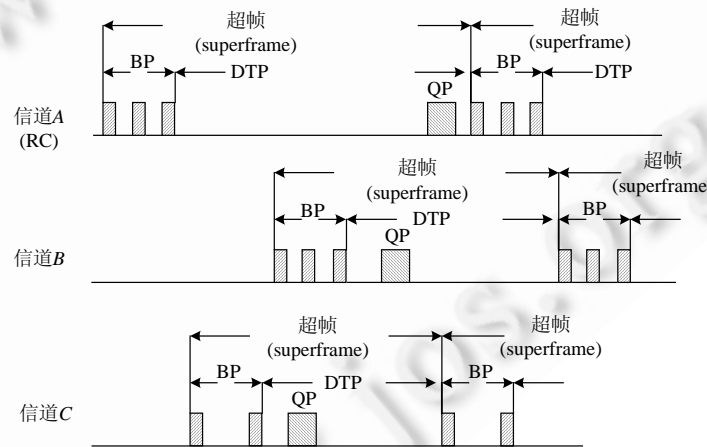 超帧
(superframe)
超帧
(superframe)
BP
DTP
BP
DTP
QP
信道A
(RC)
超帧
(superframe)
超帧
(superframe
BP
DTP
BP
QP
信道B
超帧
(superframe)
超帧
(superframe)
BP
DTP
BP
QP
信道C